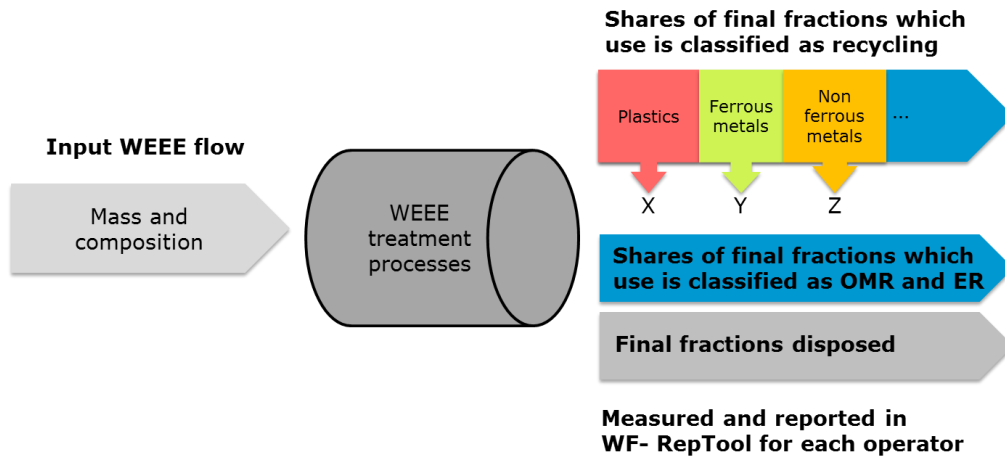 Shares of final fractions which
use is classified as recycling
Plastics
Ferrous
metals
Non
ferrous
metals
...
X
Y
Z
Input WEEE flow
Mass and
composition
WEEE
treatment
processes
Shares of final fractions which
use is classified as OMR and ER
Final fractions disposed
Measured and reported in
WF- RepTool for each operator